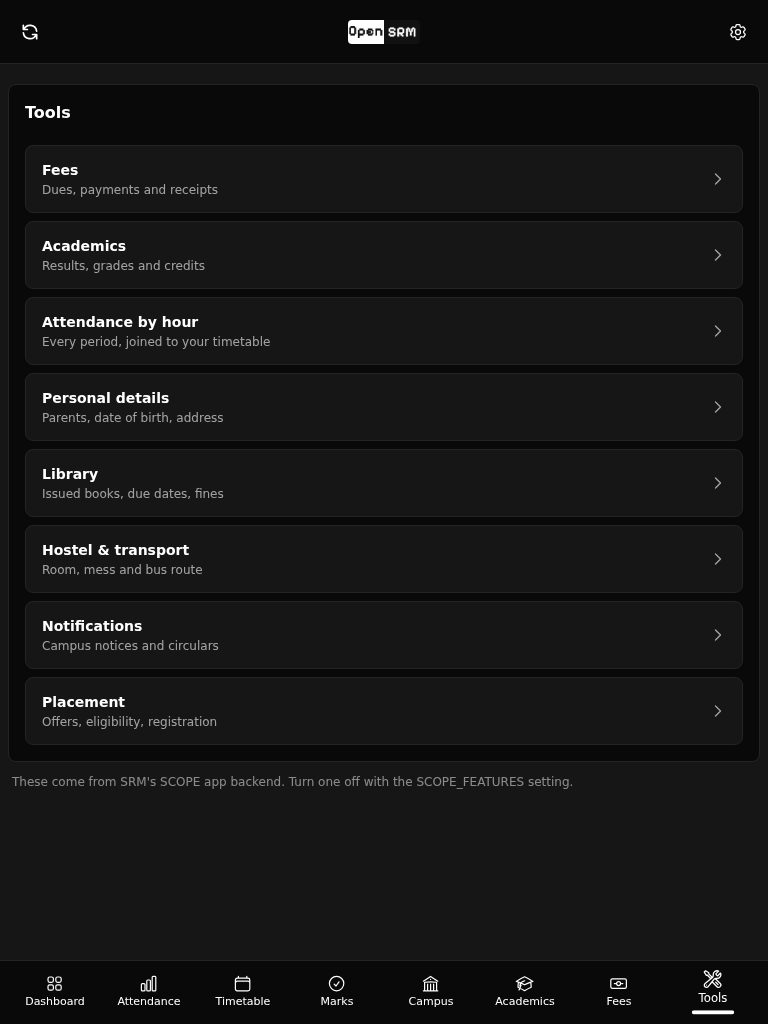 Open SRM
Tools
Fees
Dues, payments and receipts
Academics
Results, grades and credits
Attendance by hour
Every period, joined to your timetable
Personal details
Parents, date of birth, address
Library
Issued books, due dates, fines
Hostel & transport
Room, mess and bus route
Notifications
Campus notices and circulars
Placement
Offers, eligibility, registration
These come from SRM's SCOPE app backend. Turn one off with the SCOPE_FEATURES setting.
Dashboard
Attendance
Timetable
Marks
Campus
Academics
Fees
Tools